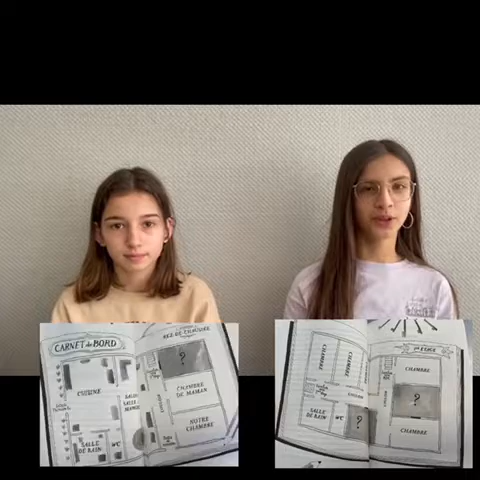 CARNET de BORD
REZ DE CHAUSSÉE
?
CUISINE
CHAMBRE
DE MAMAN
NOTRE
CHAMBRE
SALLE
DE BAIN
WC
1er ÉTAGE
CHAMBRE
CHAMBRE
CHAMBRE
?
SALLE
DE BAIN
WC
?
CHAMBRE